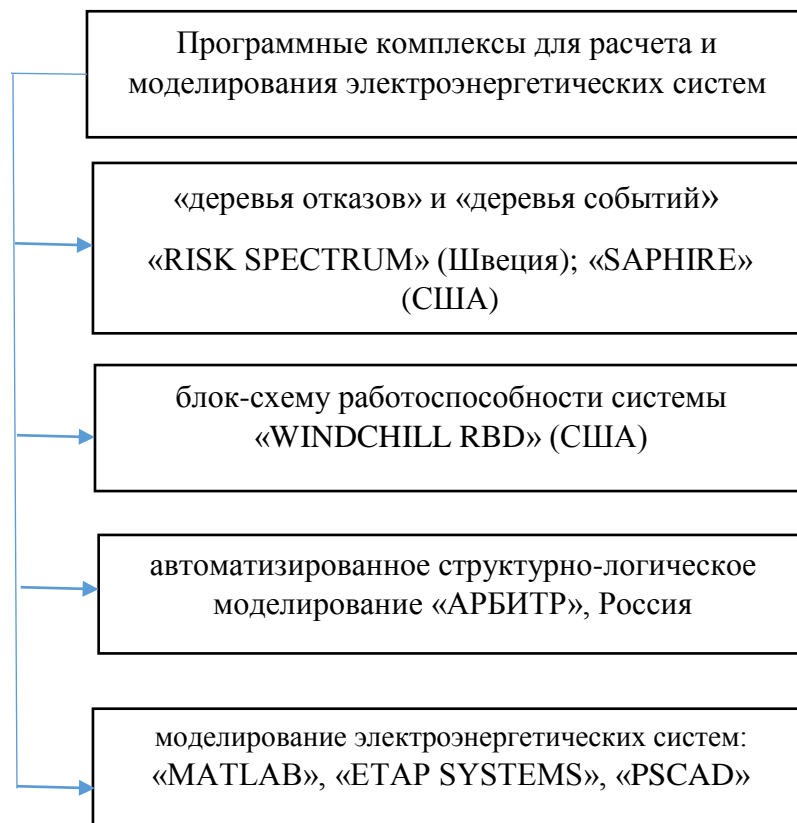 Программные комплексы для расчета и
моделирования электроэнергетических систем
«деревья отказов» и «деревья событий»
«RISK SPECTRUM» (Швеция); «SAPHIRE»
(США)
блок-схему работоспособности системы
«WINDCHILL RBD» (США)
автоматизированное структурно-логическое
моделирование «АРБИТР», Россия
моделирование электроэнергетических систем:
«MATLAB», «ETAP SYSTEMS», «PSCAD»